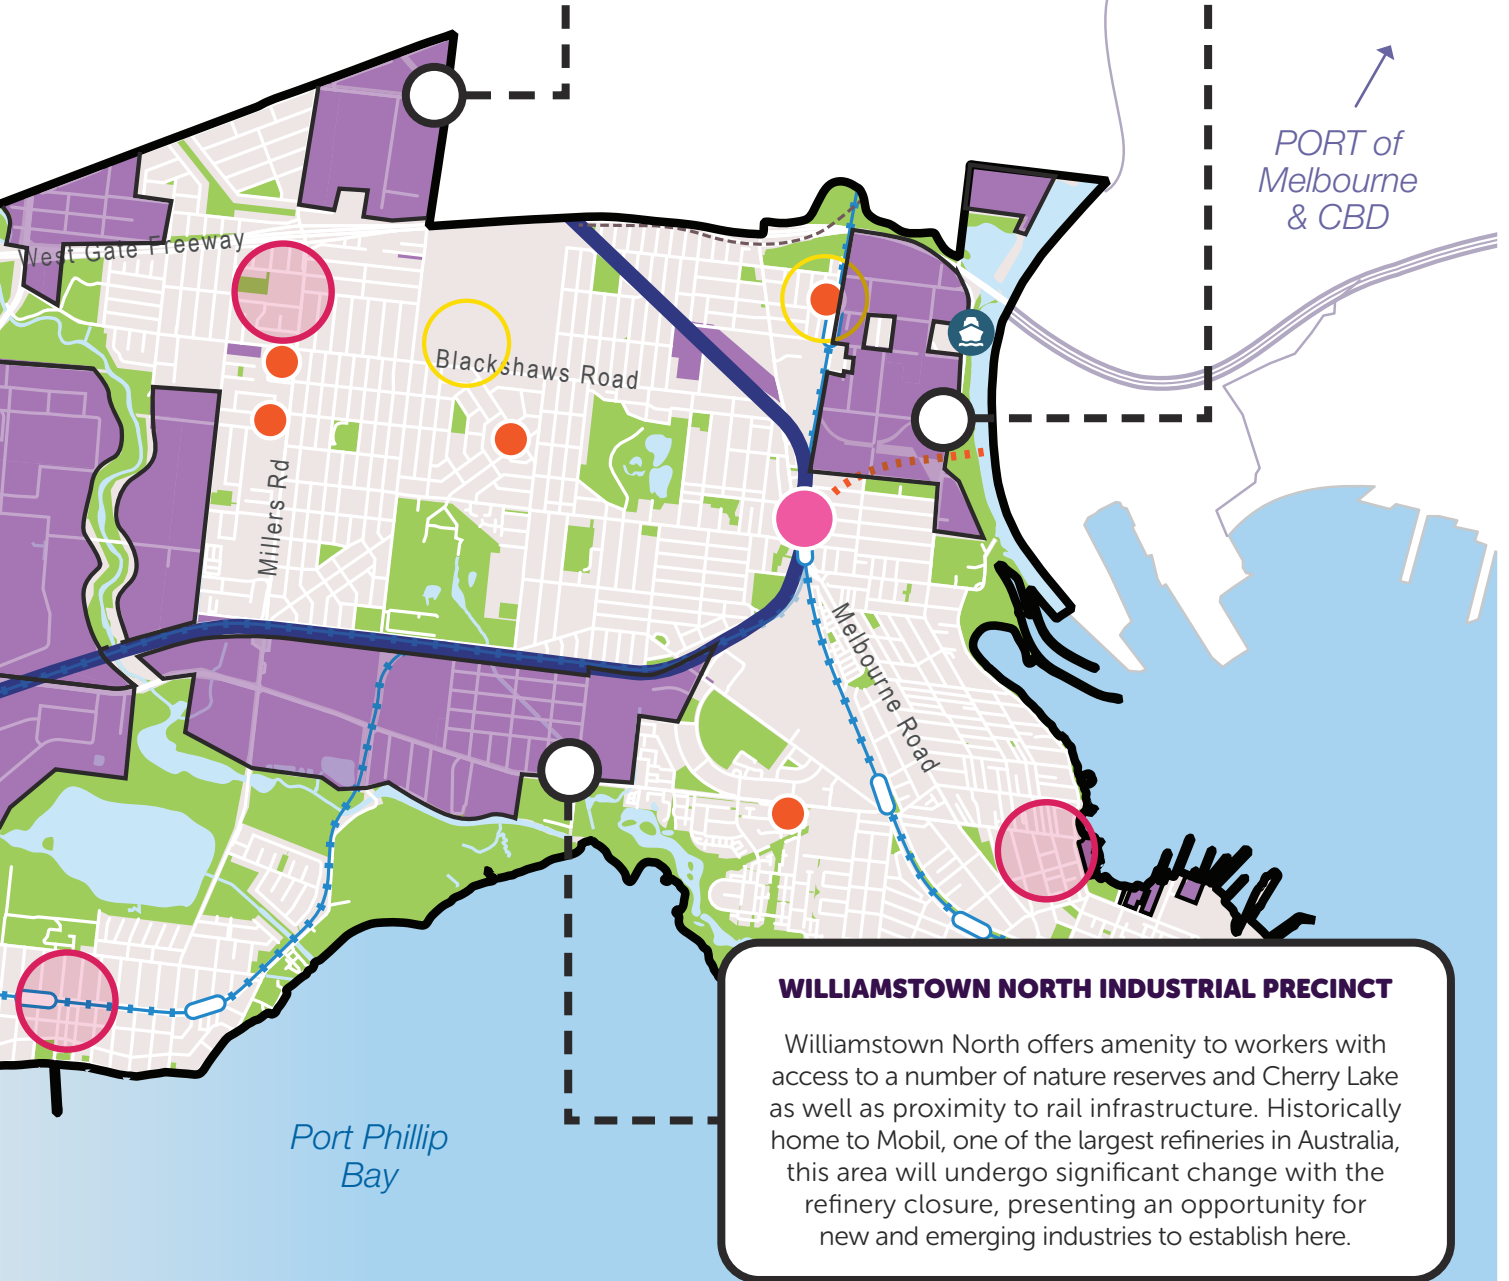 PORT of
Melbourne
& CBD
West Gate Freeway
Blackshaws Road
Millers Rd
Melbourne Road
Port Phillip
Bay
WILLIAMSTOWN NORTH INDUSTRIAL PRECINCT
Williamstown North offers amenity to workers with
access to a number of nature reserves and Cherry Lake
as well as proximity to rail infrastructure. Historically
home to Mobil, one of the largest refineries in Australia,
this area will undergo significant change with the
refinery closure, presenting an opportunity for
new and emerging industries to establish here.